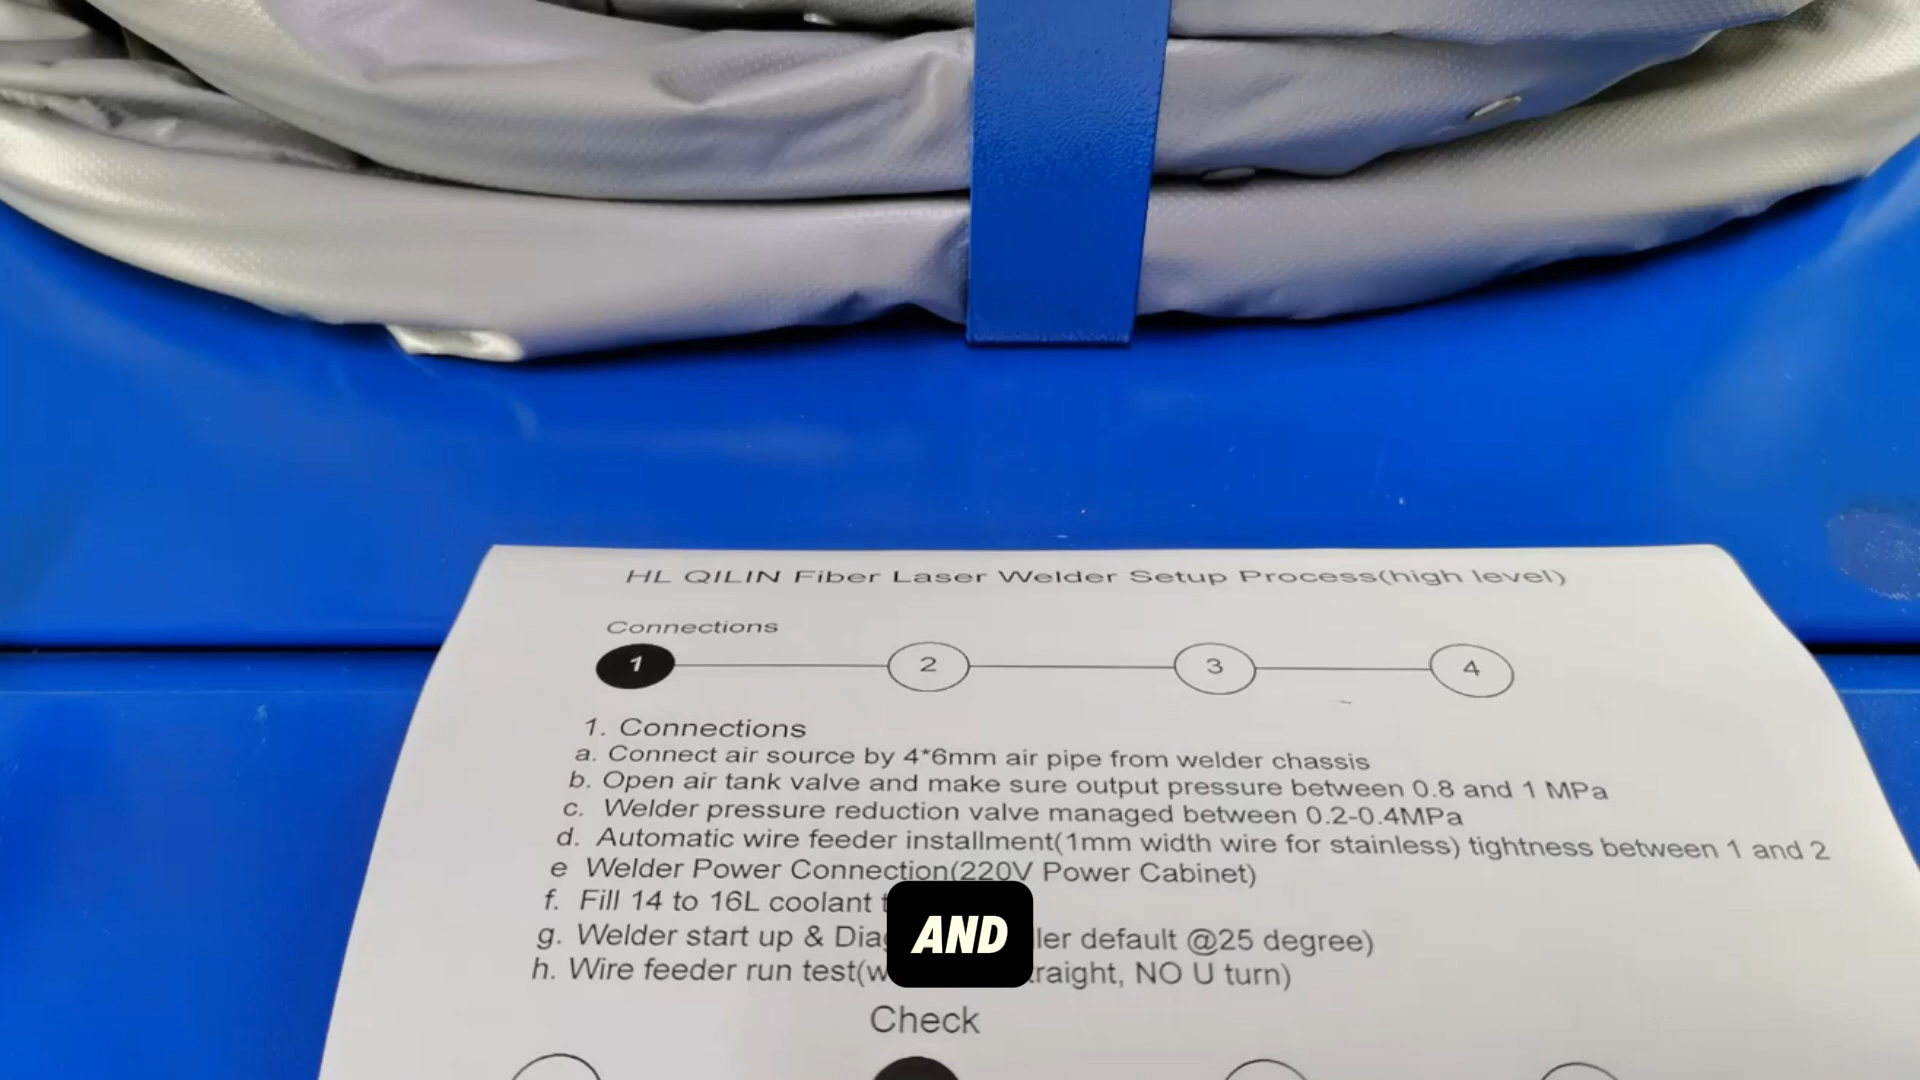 HL QILIN Fiber Laser Welder Setup Process(high level)
Connections
1 2 3 4
1. Connections
a. Connect air source by 4*6mm air pipe from welder chassis
b. Open air tank valve and make sure output pressure between 0.8 and 1 MPa
c. Welder pressure reduction valve managed between 0.2-0.4MPa
d. Automatic wire feeder installment(1mm width wire for stainless) tightness between 1 and 2
e Welder Power Connection(220V Power Cabinet)
f. Fill 14 to 16L coolant
g. Welder start up & default @25 degree)
h. Wire feeder run NO U turn)
AND
Check